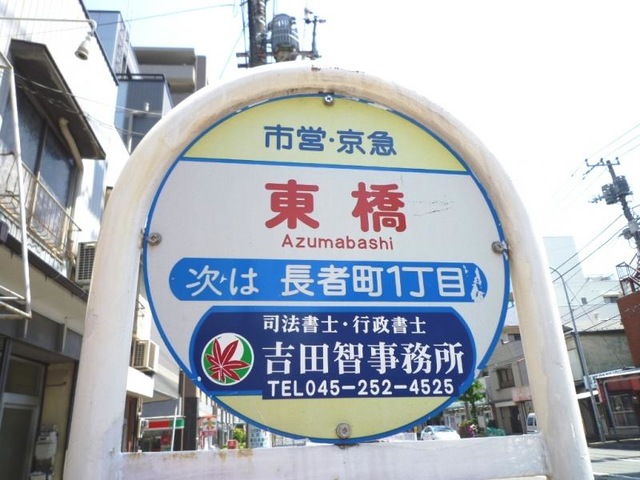 市営・京急
東橋
Azumabashi
次は 長者町1丁目
司法書士・行政書士
吉田智事務所
TEL045-252-4525